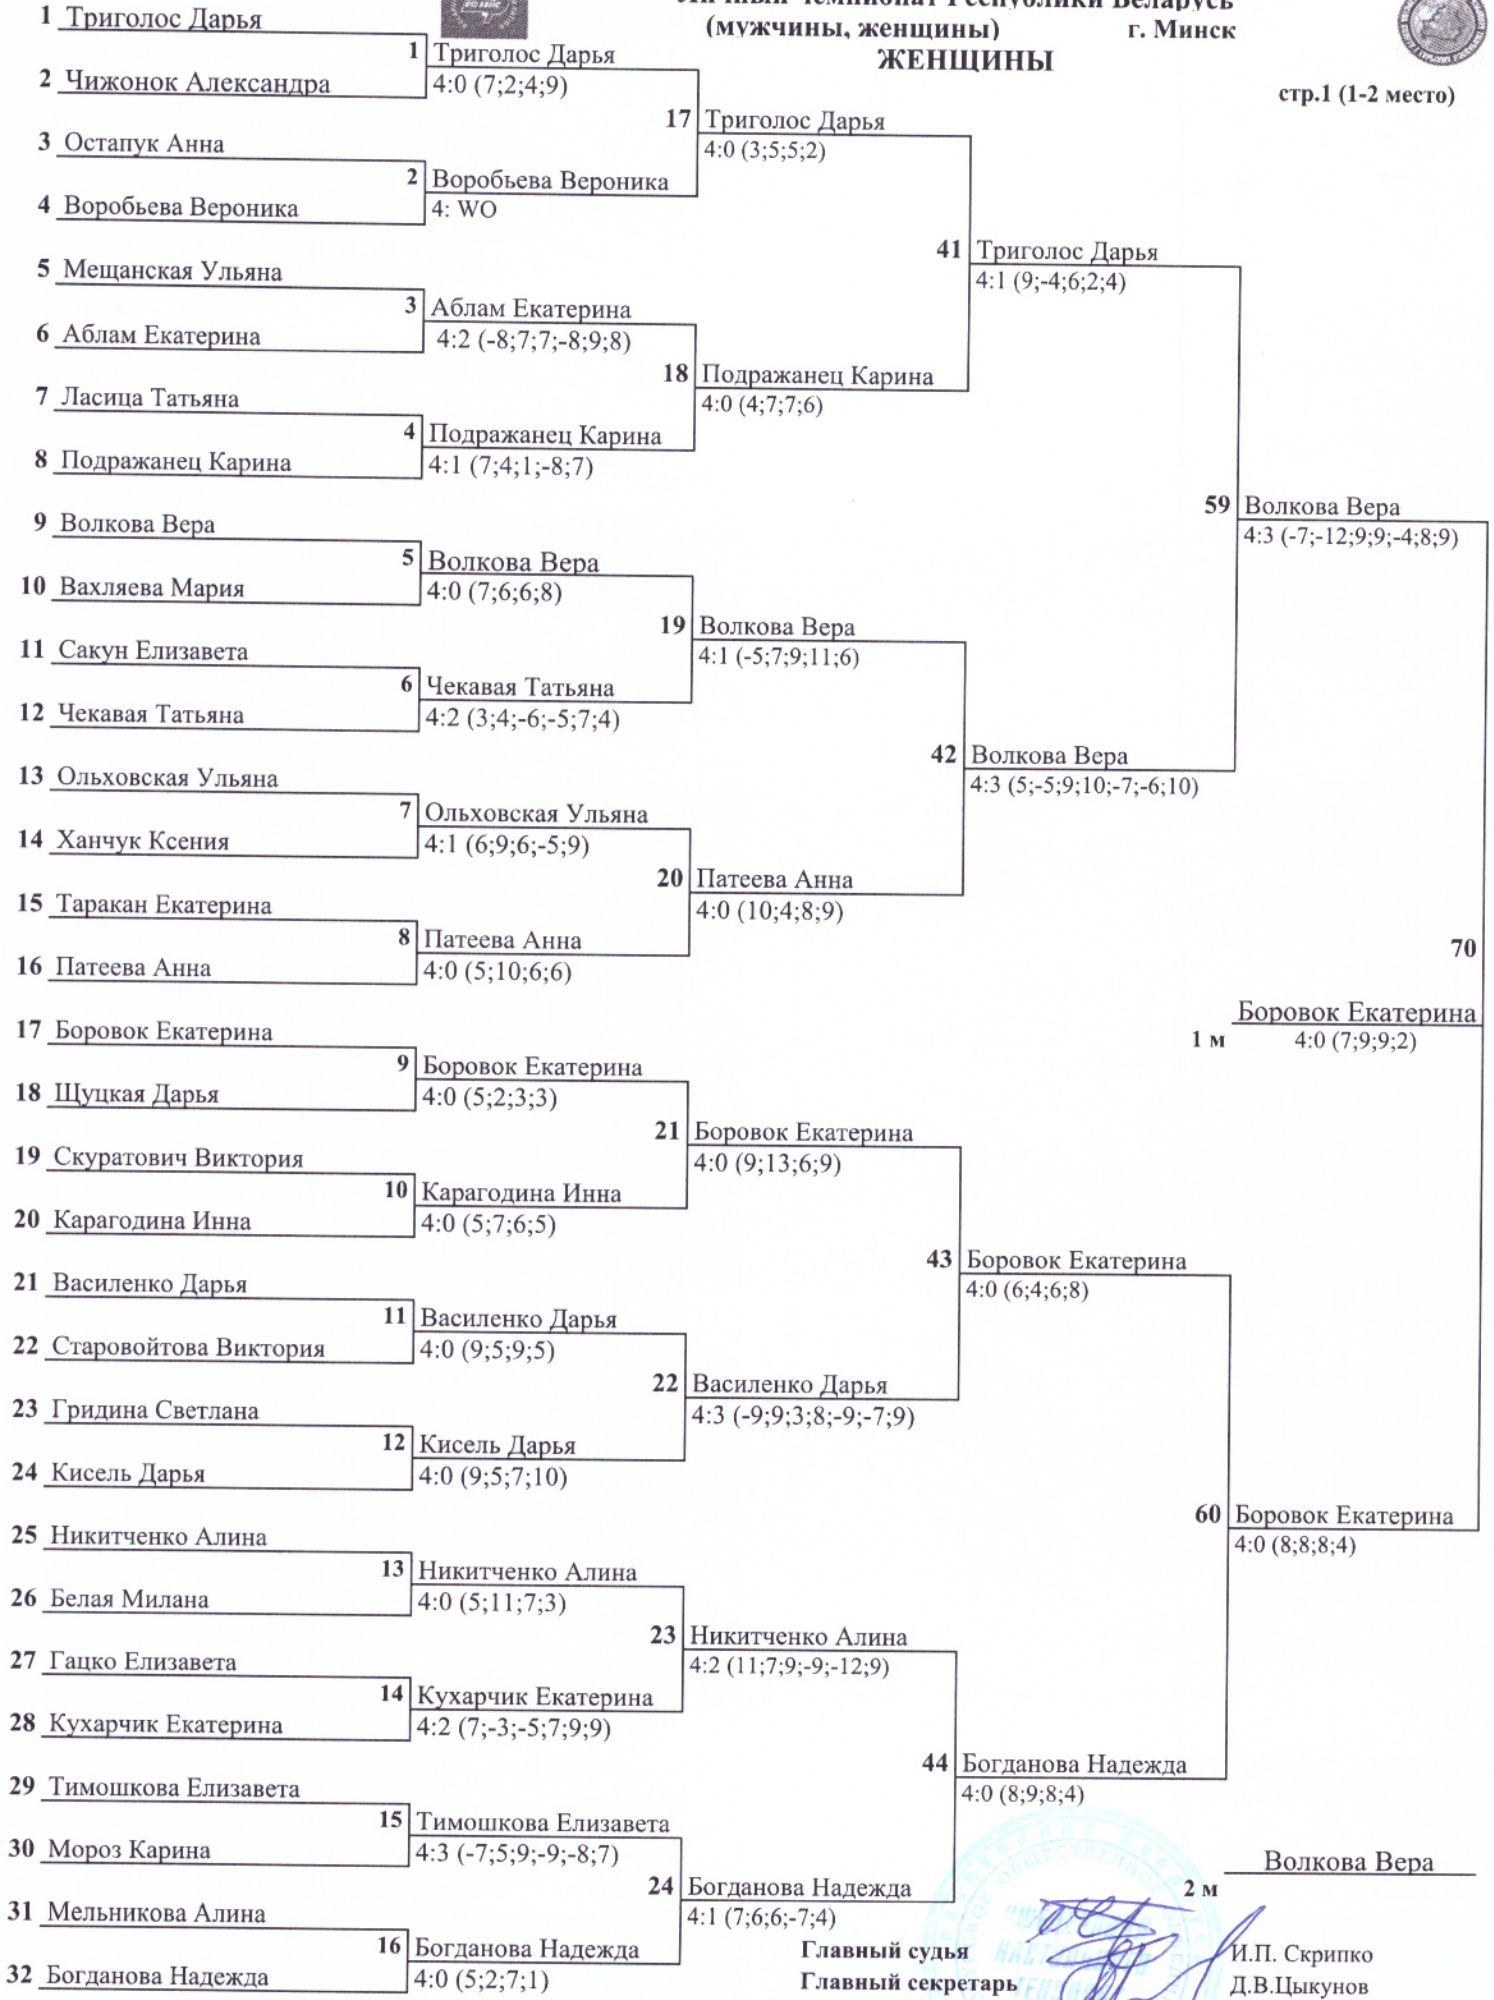 Личный чемпионат Республики Беларусь
(мужчины, женщины) г. Минск
ЖЕНЩИНЫ
стр.1 (1-2 место)
1 Триголос Дарья
1 Триголос Дарья
2 Чижонок Александра
4:0 (7;2;4;9)
17 Триголос Дарья
3 Остапук Анна
4:0 (3;5;5;2)
2 Воробьева Вероника
4 Воробьева Вероника
4: WO
41 Триголос Дарья
5 Мещанская Ульяна
4:1 (9;-4;6;2;4)
3 Аблам Екатерина
6 Аблам Екатерина
4:2 (-8;7;7;-8;9;8)
18 Подражанец Карина
7 Ласица Татьяна
4:0 (4;7;7;6)
4 Подражанец Карина
8 Подражанец Карина
4:1 (7;4;1;-8;7)
59 Волкова Вера
9 Волкова Вера
4:3 (-7;-12;9;9;-4;8;9)
5 Волкова Вера
10 Вахляева Мария
4:0 (7;6;6;8)
19 Волкова Вера
11 Сакун Елизавета
4:1 (-5;7;9;11;6)
6 Чекавая Татьяна
12 Чекавая Татьяна
4:2 (3;4;-6;-5;7;4)
42 Волкова Вера
13 Ольховская Ульяна
4:3 (5;-5;9;10;-7;-6;10)
7 Ольховская Ульяна
14 Ханчук Ксения
4:1 (6;9;6;-5;9)
20 Патеева Анна
15 Таракан Екатерина
4:0 (10;4;8;9)
8 Патеева Анна
70
16 Патеева Анна
4:0 (5;10;6;6)
Боровок Екатерина
17 Боровок Екатерина
1 м 4:0 (7;9;9;2)
9 Боровок Екатерина
18 Щуцкая Дарья
4:0 (5;2;3;3)
21 Боровок Екатерина
19 Скуратович Виктория
4:0 (9;13;6;9)
10 Карагодина Инна
20 Карагодина Инна
4:0 (5;7;6;5)
43 Боровок Екатерина
21 Василенко Дарья
4:0 (6;4;6;8)
11 Василенко Дарья
22 Старовойтова Виктория
4:0 (9;5;9;5)
22 Василенко Дарья
23 Гридина Светлана
4:3 (-9;9;3;8;-9;-7;9)
12 Кисель Дарья
24 Кисель Дарья
4:0 (9;5;7;10)
60 Боровок Екатерина
25 Никитченко Алина
4:0 (8;8;8;4)
13 Никитченко Алина
26 Белая Милана
4:0 (5;11;7;3)
23 Никитченко Алина
27 Гацко Елизавета
4:2 (11;7;9;-9;-12;9)
14 Кухарчик Екатерина
28 Кухарчик Екатерина
4:2 (7;-3;-5;7;9;9)
44 Богданова Надежда
29 Тимошкова Елизавета
4:0 (8;9;8;4)
15 Тимошкова Елизавета
30 Мороз Карина
4:3 (-7;5;9;-9;-8;7)
Волкова Вера
24 Богданова Надежда
2 м
31 Мельникова Алина
4:1 (7;6;6;-7;4)
16 Богданова Надежда
Главный судья И.П. Скрипко
32 Богданова Надежда
4:0 (5;2;7;1)
Главный секретарь Д.В.Цыкунов